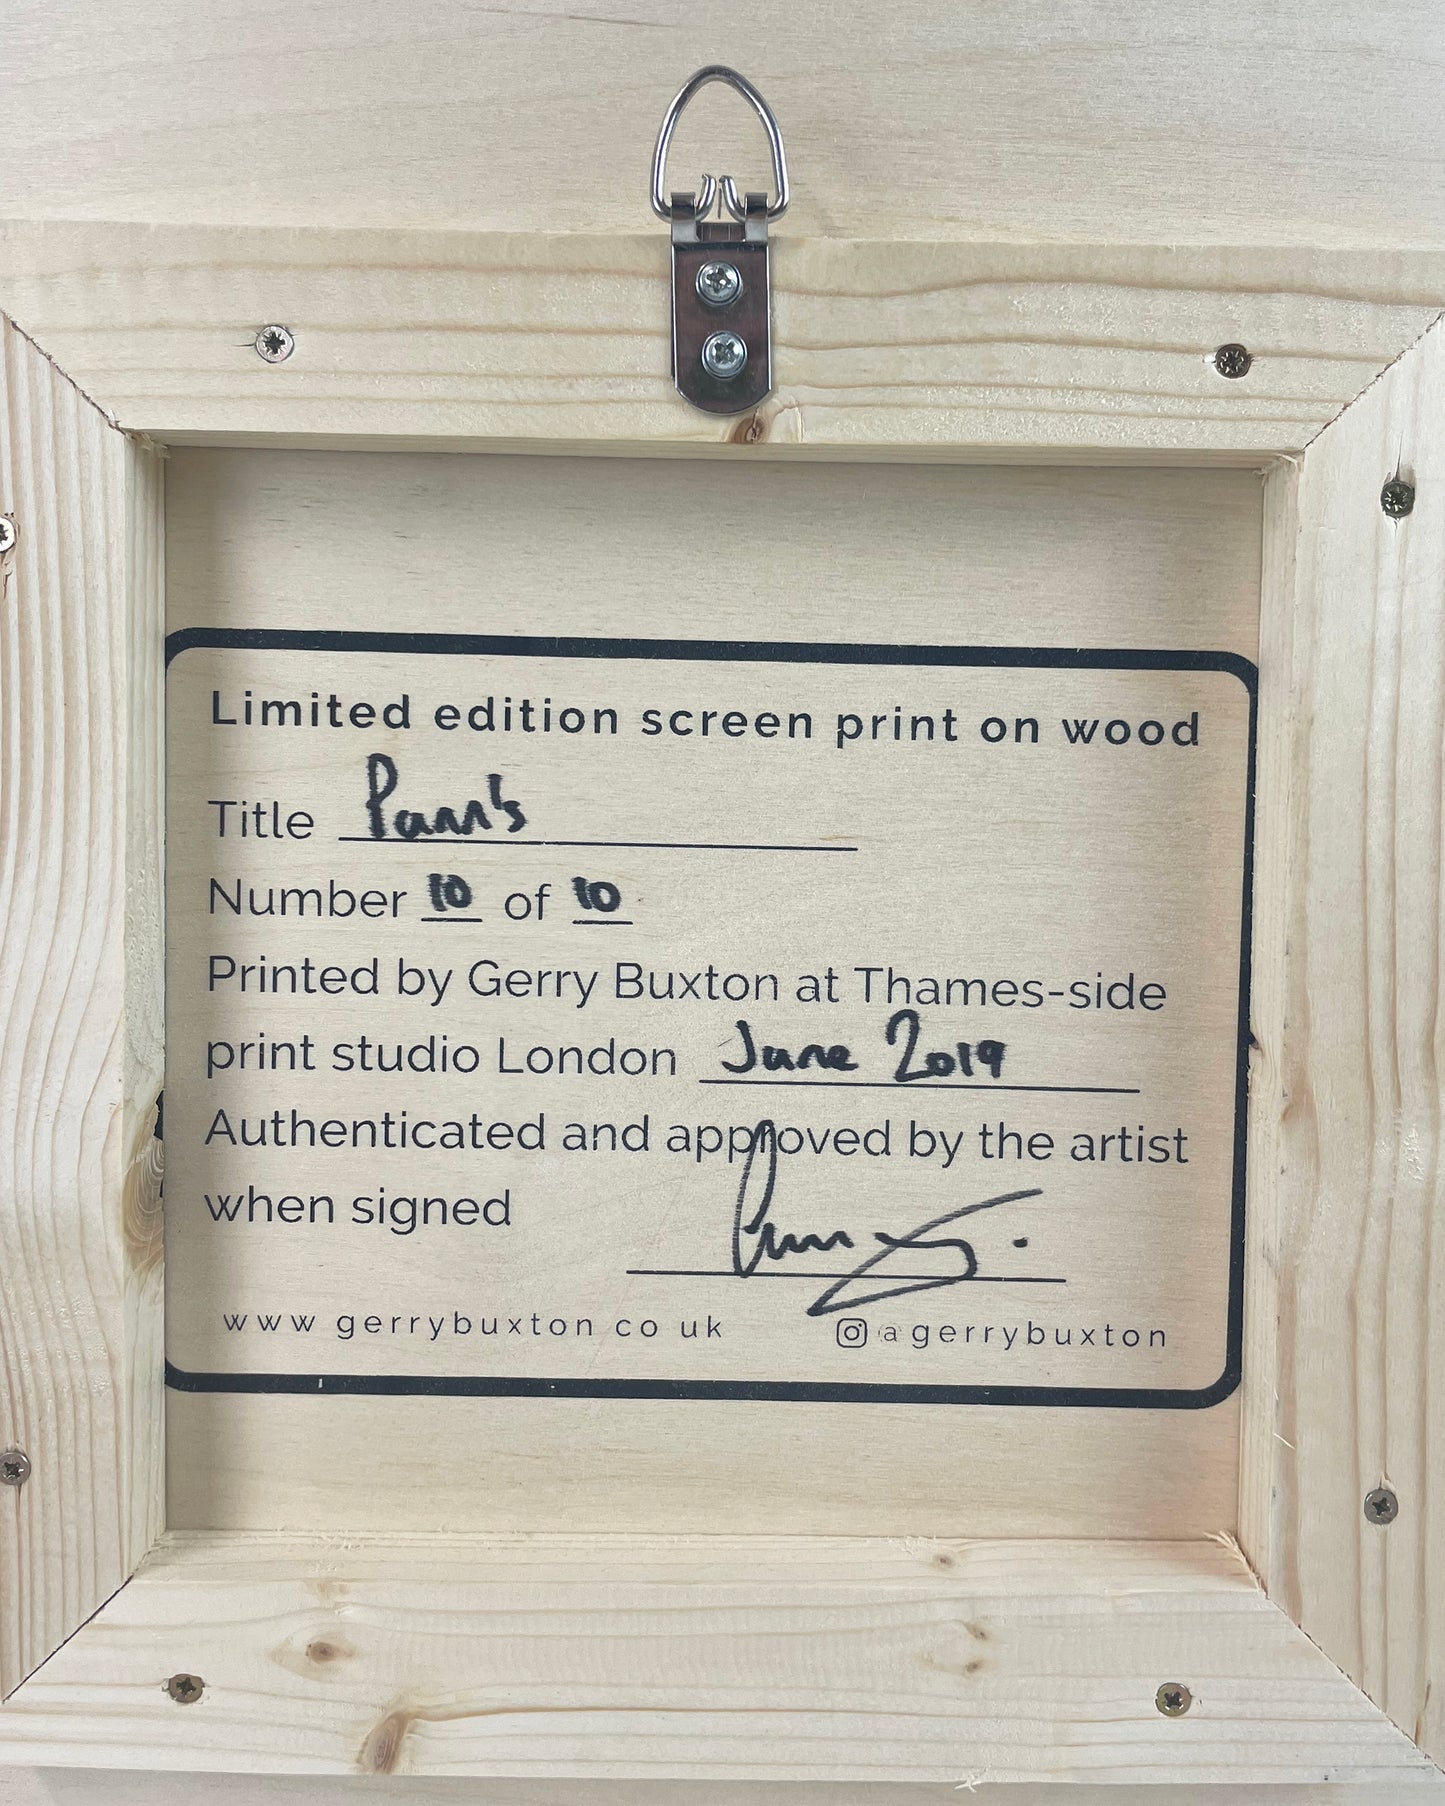 Limited edition screen print on wood
Title Pann's
Number 10 of 10
Printed by Gerry Buxton at Thames-side
print studio London June 2019
Authenticated and approved by the artist
when signed
www gerrybuxton co uk
@gerrybuxton